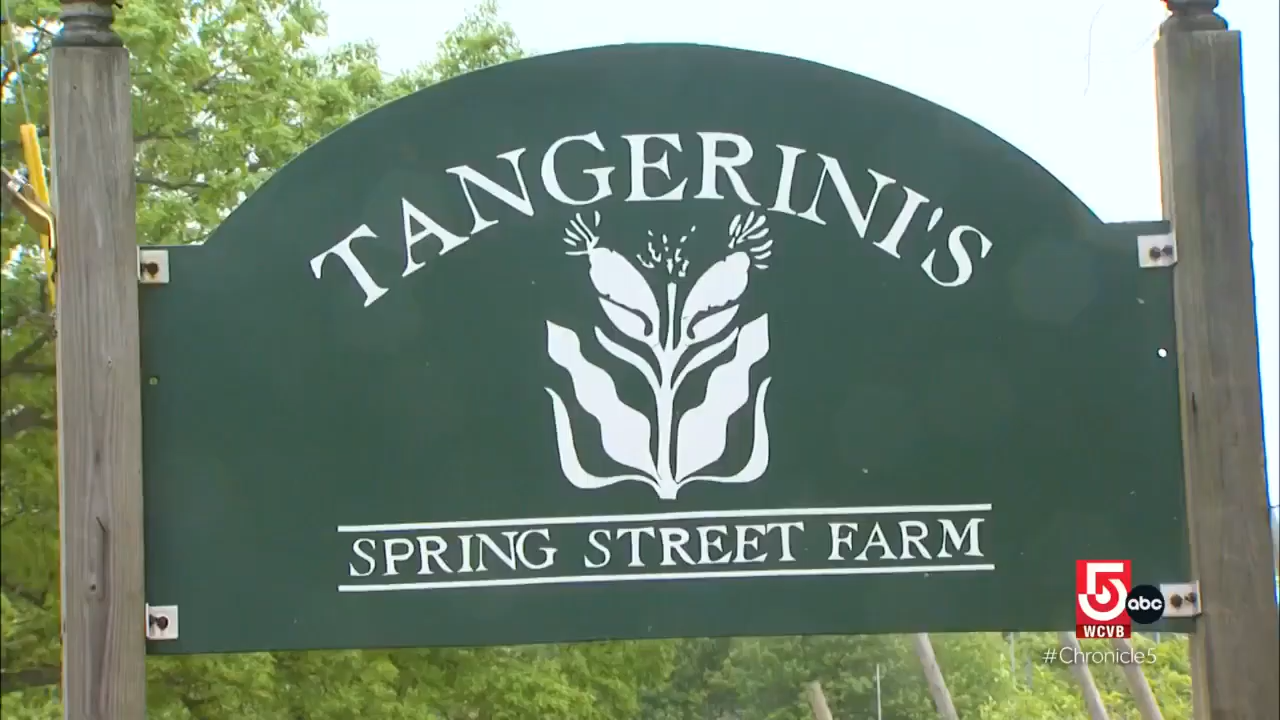 TANGERINI'S
SPRING STREET FARM
5
abc
WCVB
#Chronicle5